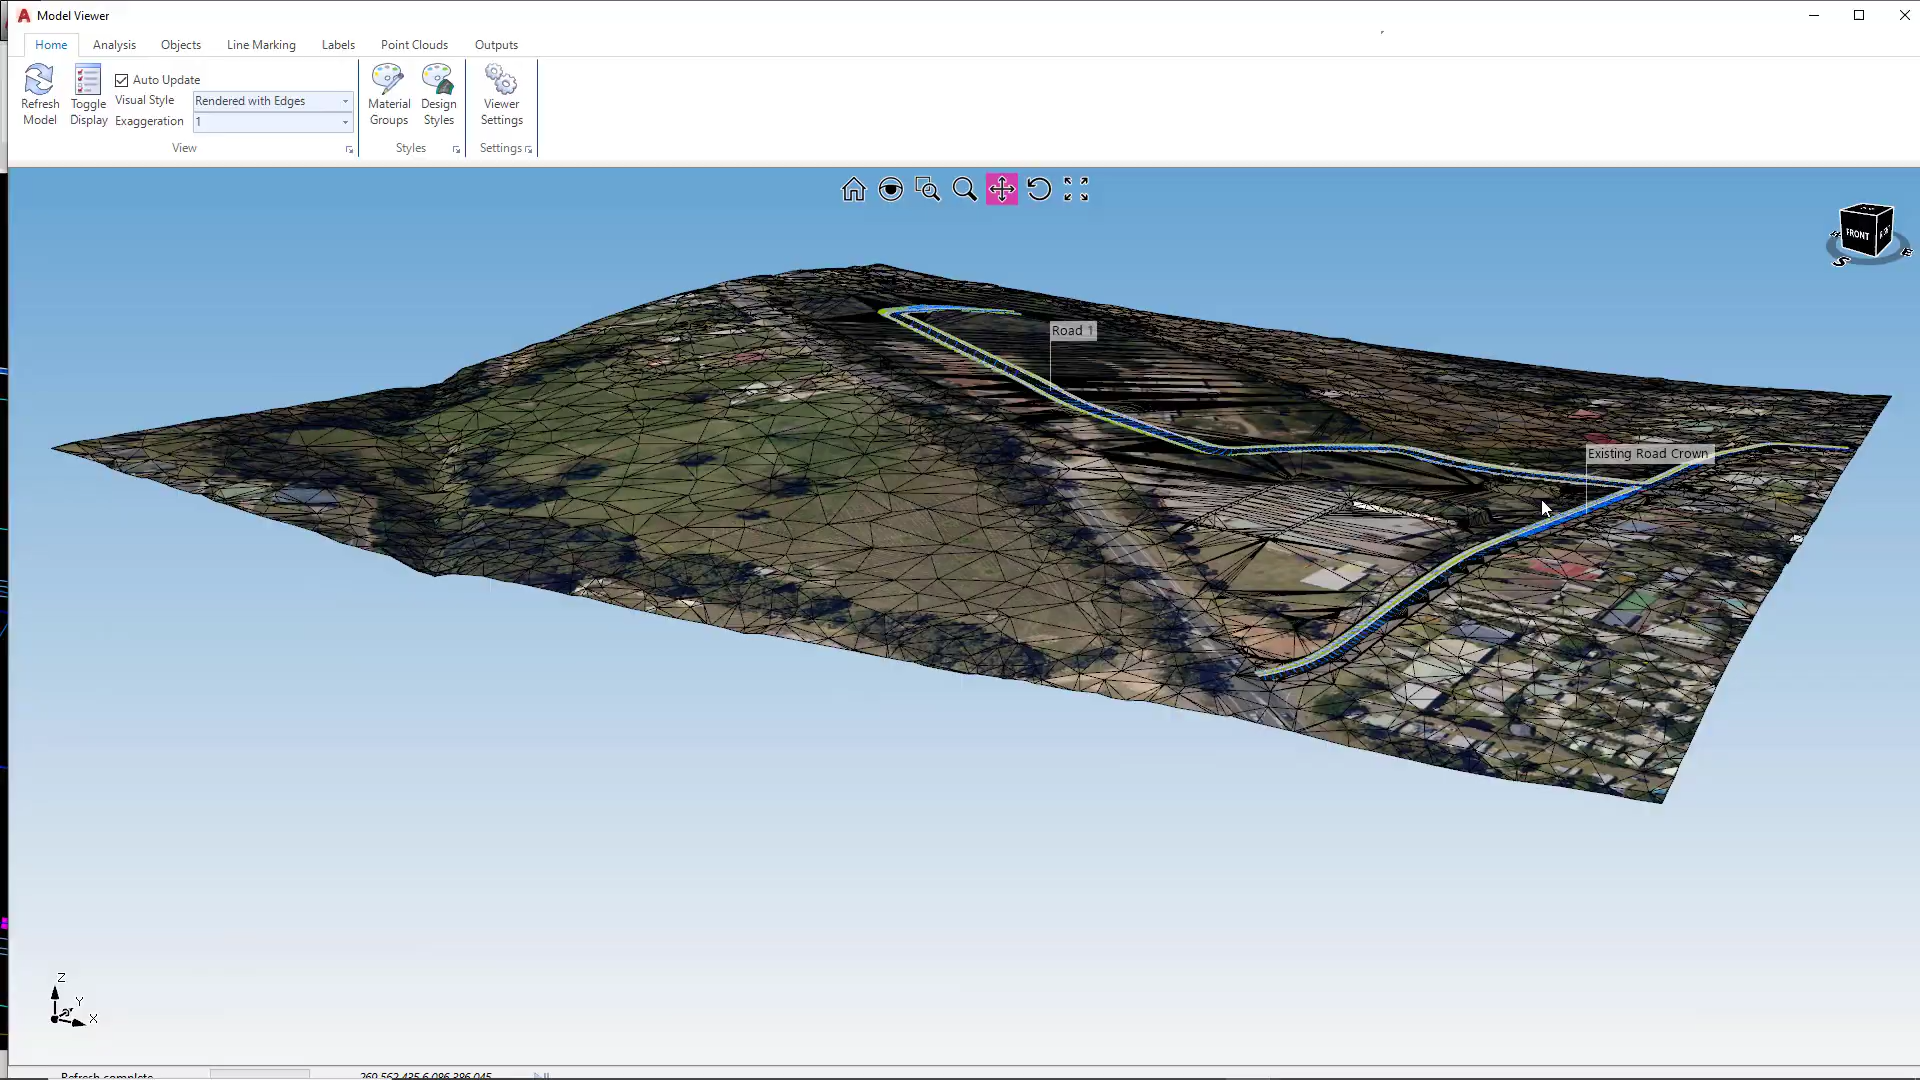 Model Viewer
Home Analysis Objects Line Marking Labels Point Clouds Outputs
Refresh Model
Toggle Display
Auto Update
Visual Style Rendered with Edges
Exaggeration 1
Material Groups
Design Styles
Viewer Settings
View Styles Settings
Road 1
Existing Road Crown
FRONT
S
E
Z
Y
X
Refresh complete